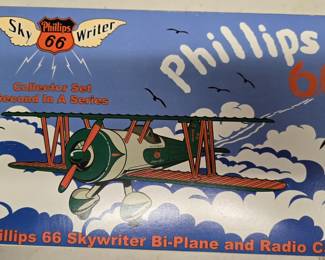 Sky Phillips 66 Writer
Phillips
66
Collector Set
Second In A Series
illips 66 Skywriter Bi-Plane and Radio C